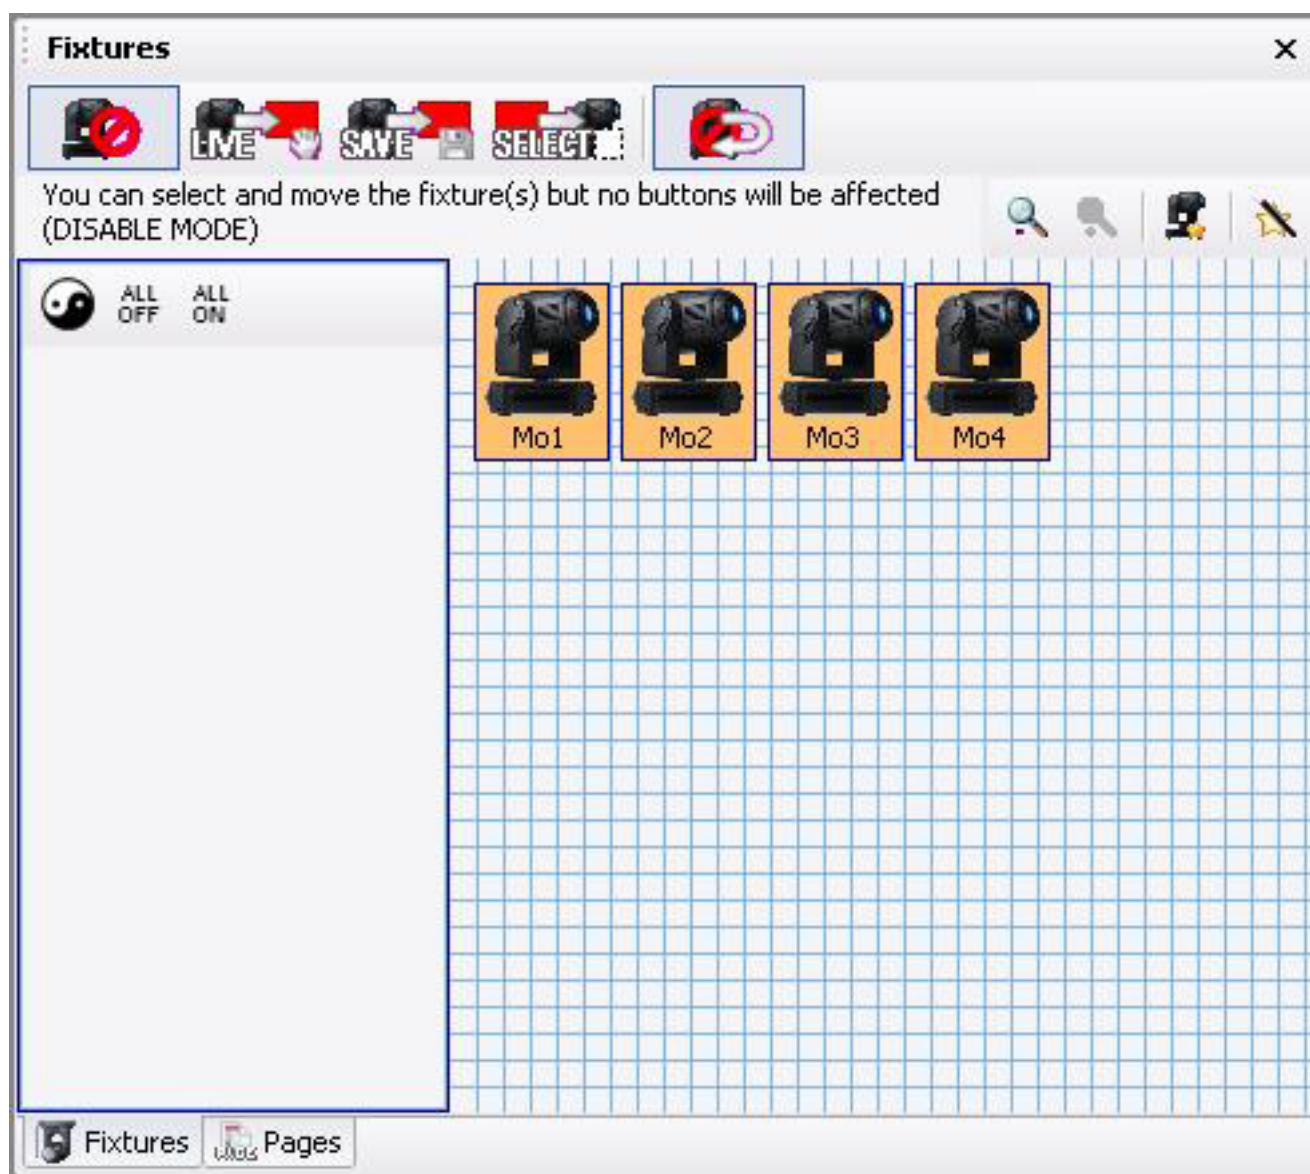 Fixtures
LIVE SAVE SELECT
You can select and move the fixture(s) but no buttons will be affected
(DISABLE MODE)
ALL ALL
OFF ON
Mo1 Mo2 Mo3 Mo4
Fixtures Pages